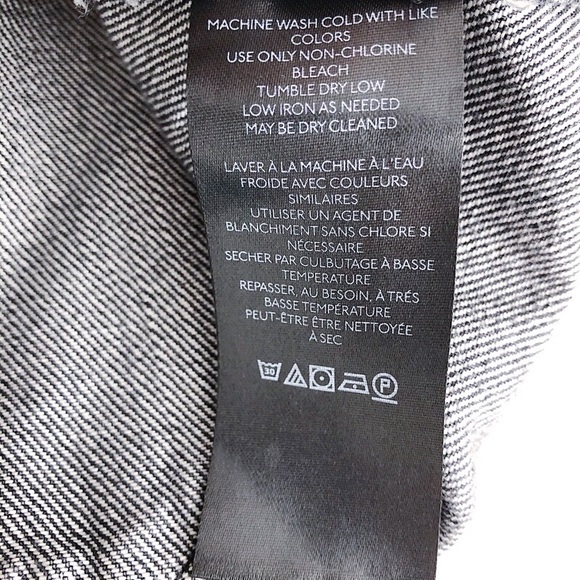 MACHINE WASH COLD WITH LIKE
COLORS
USE ONLY NON-CHLORINE
BLEACH
TUMBLE DRY LOW
LOW IRON AS NEEDED
MAY BE DRY CLEANED
LAVER À LA MACHINE À L'EAU
FROIDE AVEC COULEURS
SIMILAIRES
UTILISER UN AGENT DE
BLANCHIMENT SANS CHLORE SI
NÉCESSAIRE
SECHER PAR CULBUTAGE À BASSE
TEMPERATURE
REPASSER, AU BESOIN, À TRÉS
BASSE TEMPÉRATURE
PEUT-ÊTRE ÊTRE NETTOYÉE
À SEC
30 P